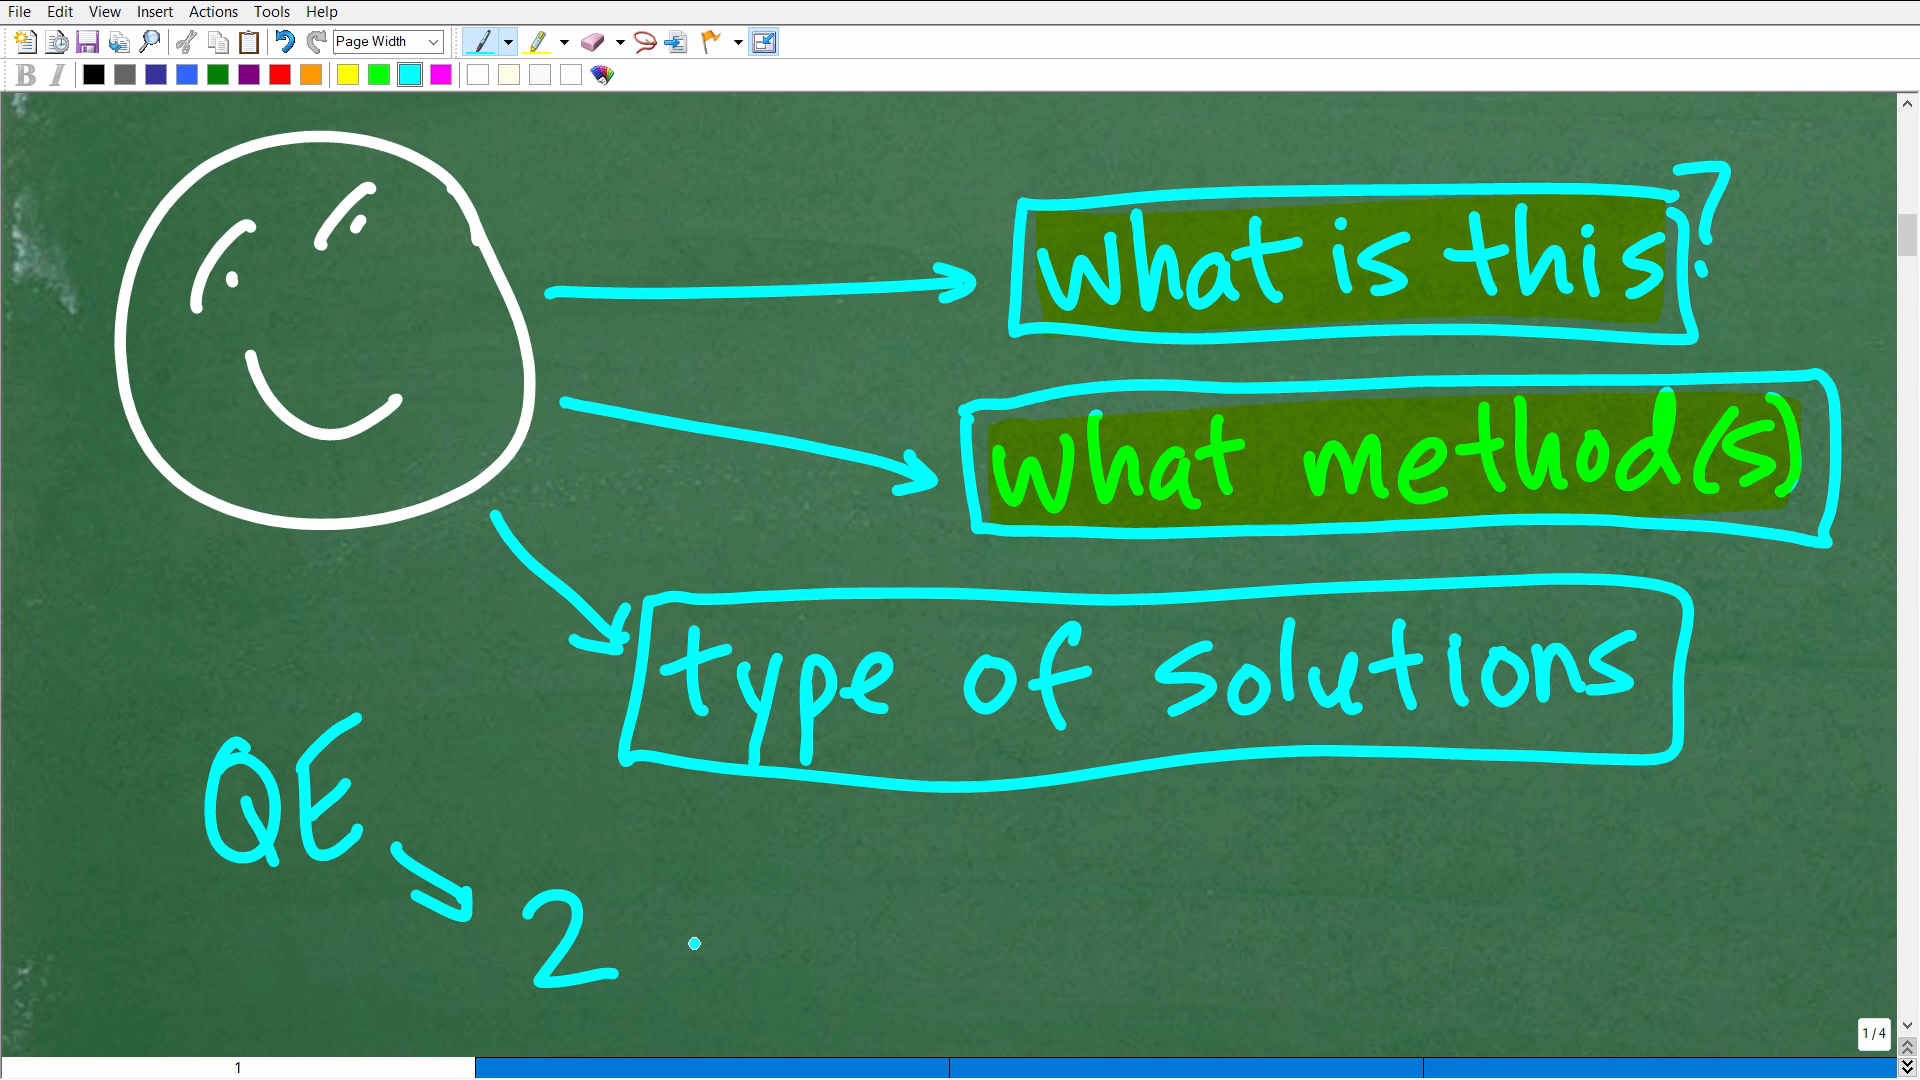 File Edit View Insert Actions Tools Help
Page Width
B I
What is this?
What method(s)
type of solutions
QE
2
1 / 4
1